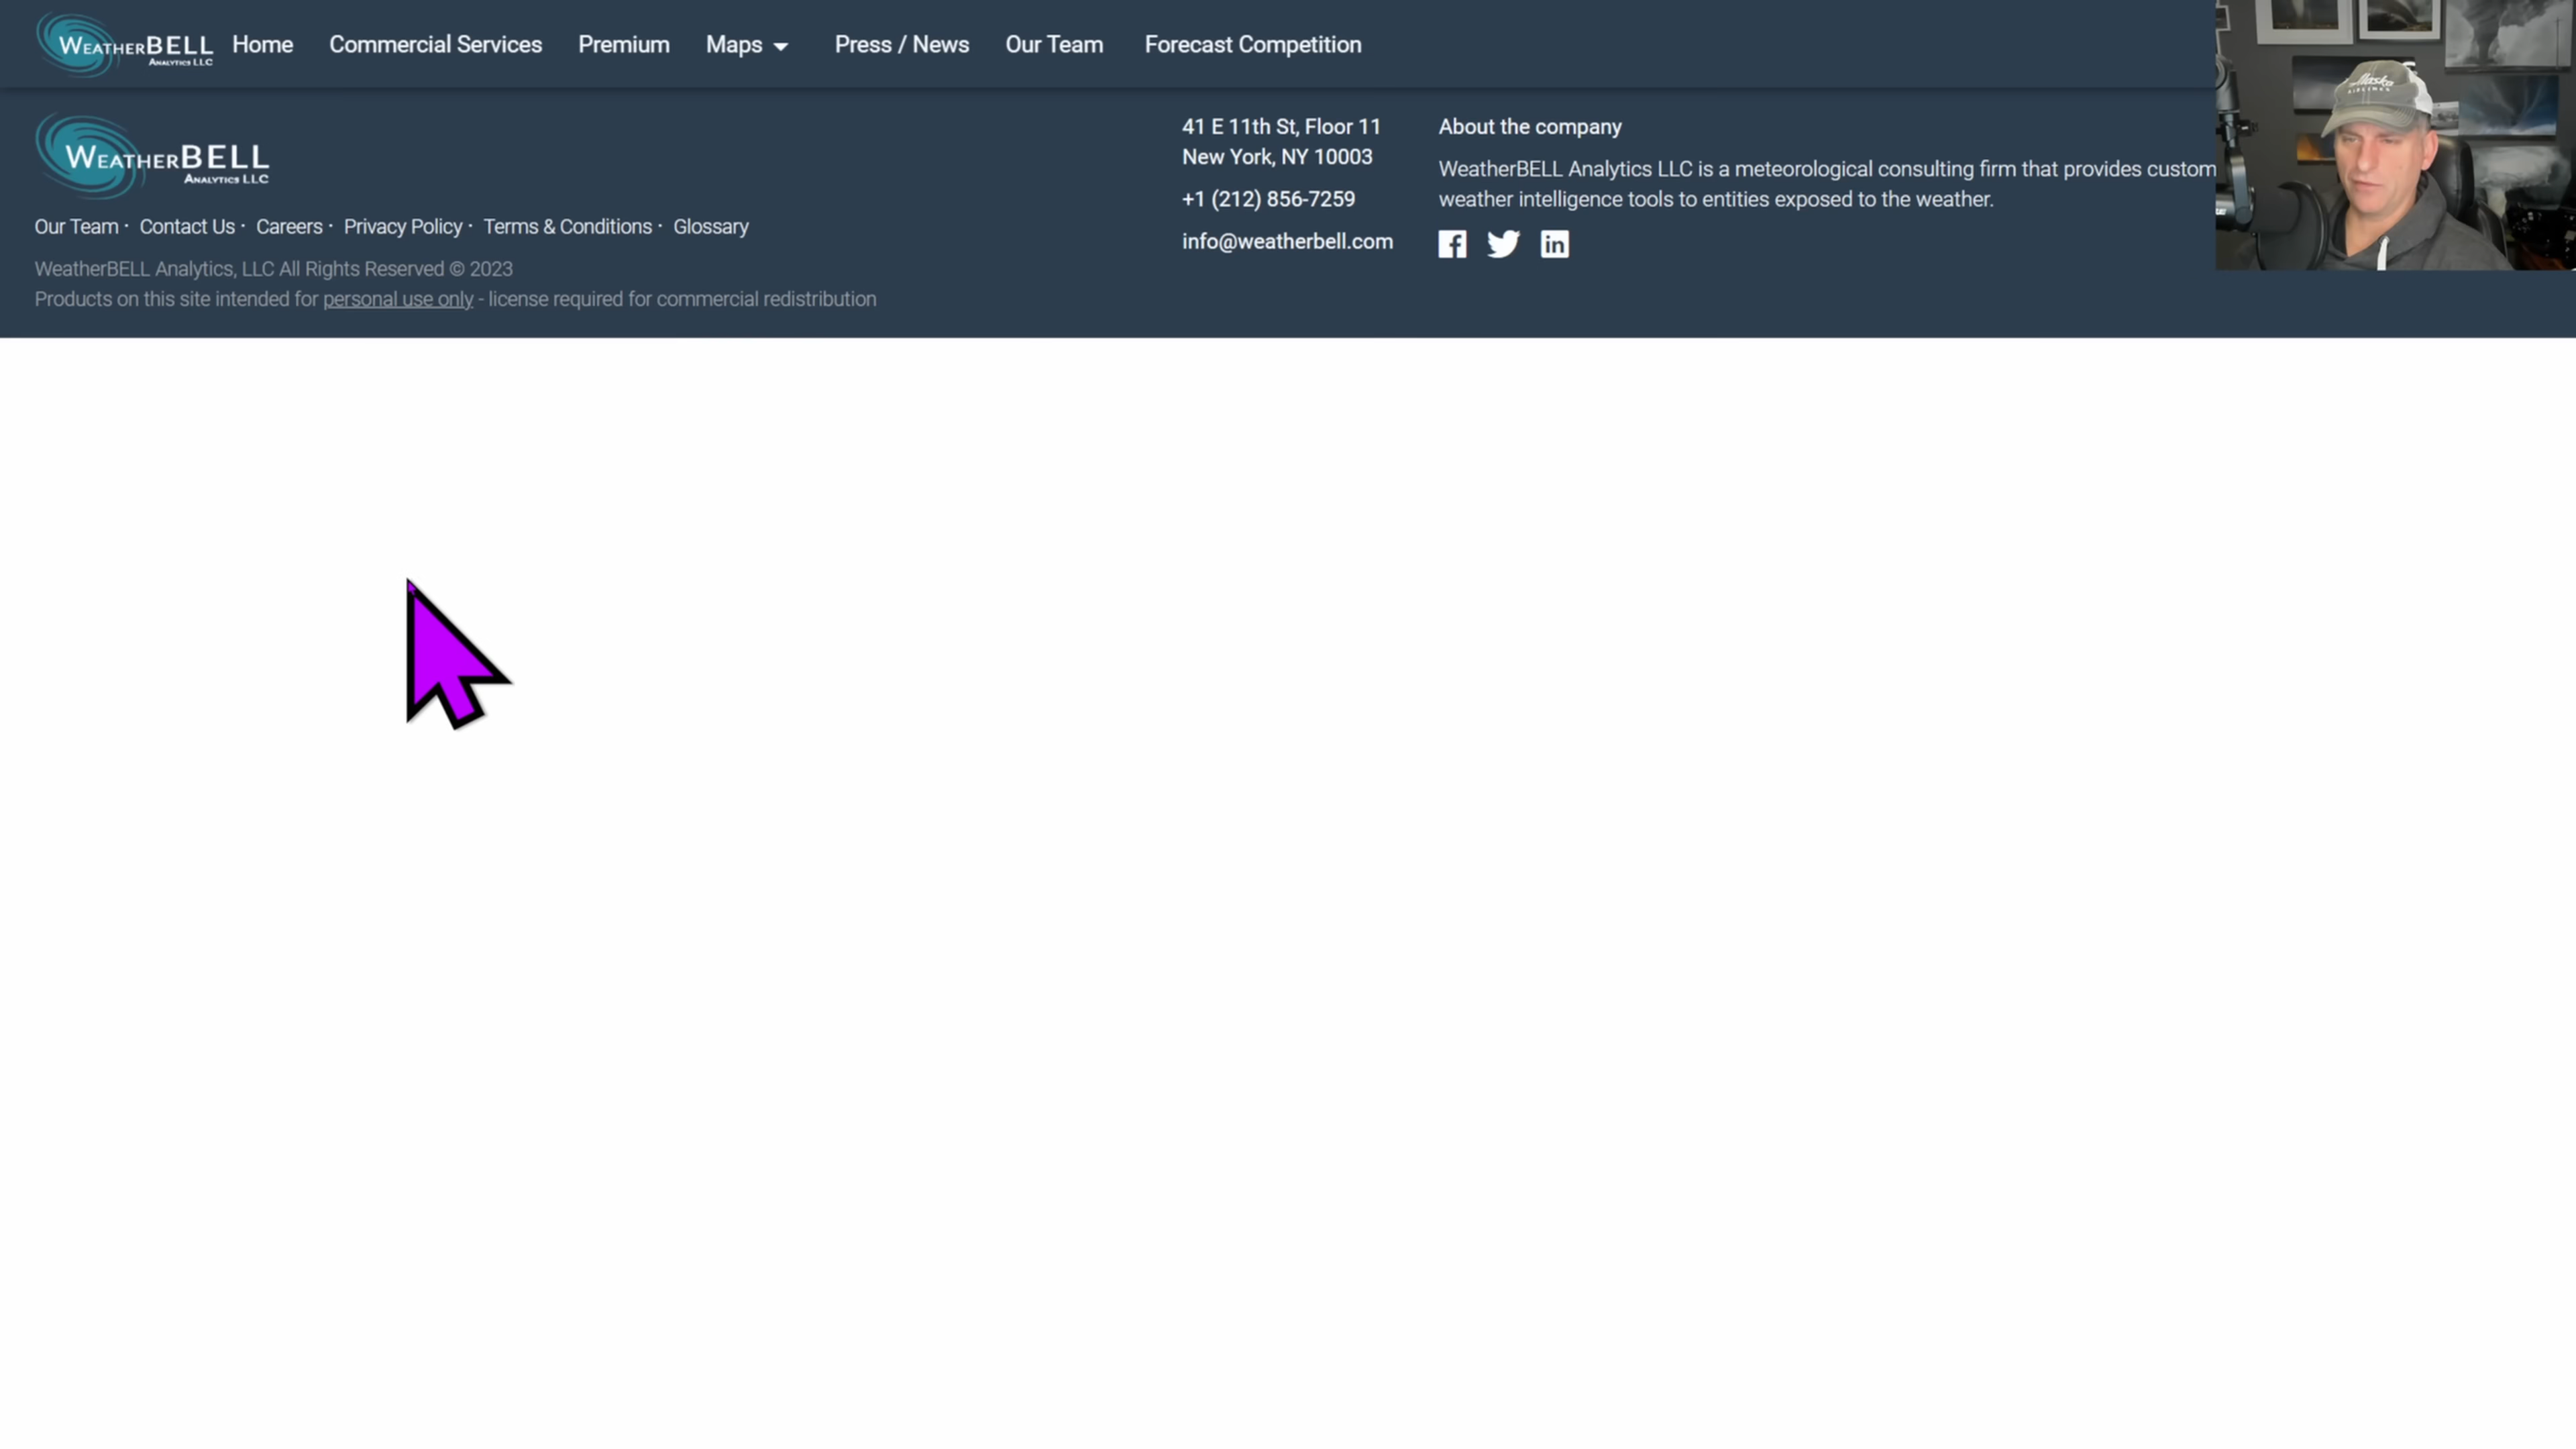 WEATHERBELL
ANALYTICS LLC
Home Commercial Services Premium Maps Press / News Our Team Forecast Competition
WEATHERBELL
ANALYTICS LLC
Our Team · Contact Us · Careers · Privacy Policy · Terms & Conditions · Glossary
WeatherBELL Analytics, LLC All Rights Reserved © 2023
Products on this site intended for personal use only - license required for commercial redistribution
41 E 11th St, Floor 11
New York, NY 10003
+1 (212) 856-7259
info@weatherbell.com
About the company
WeatherBELL Analytics LLC is a meteorological consulting firm that provides custom
weather intelligence tools to entities exposed to the weather.
Alaska
AIRLINES